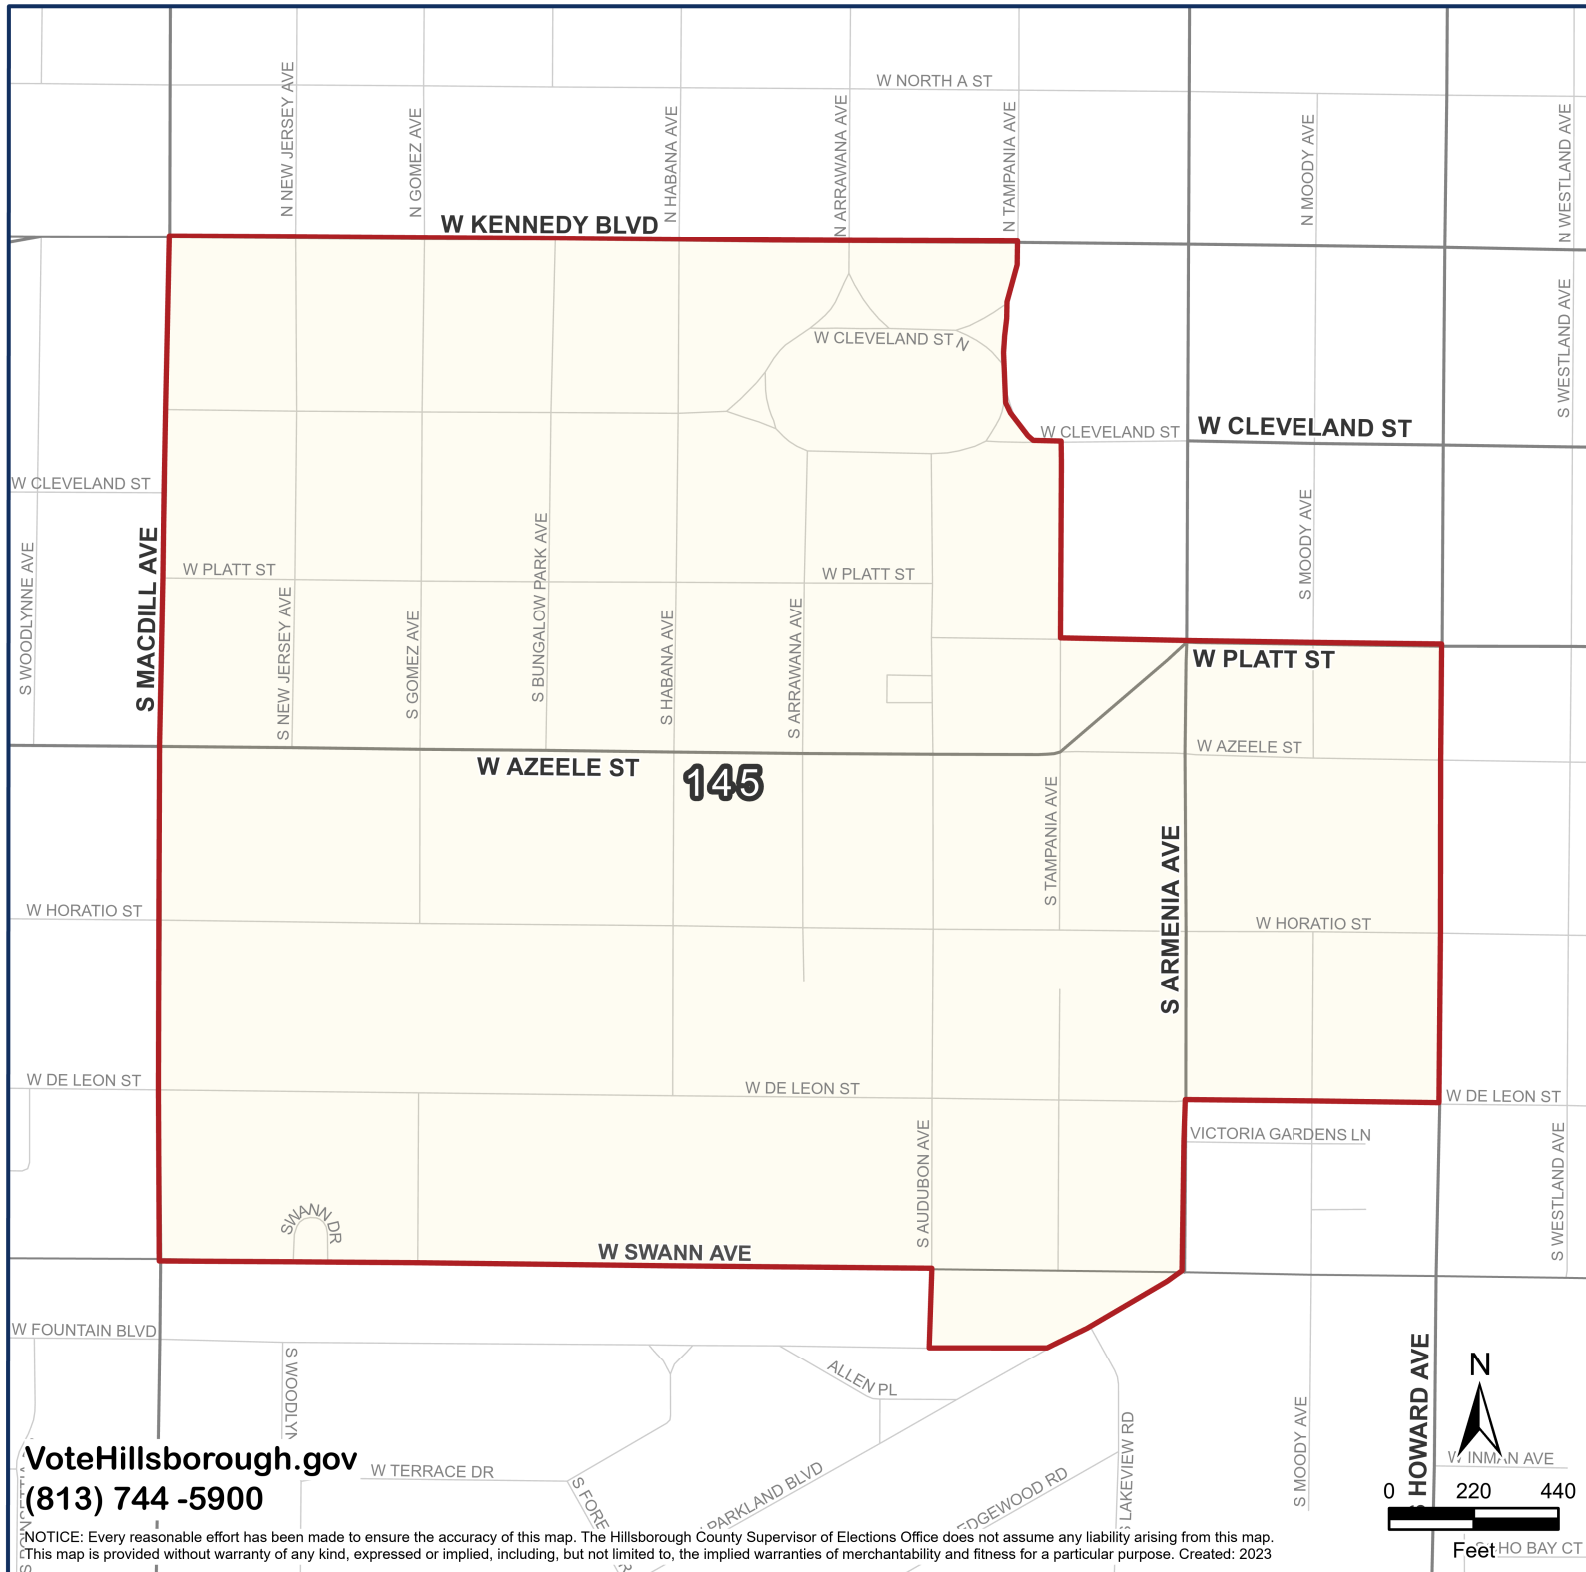 W NORTH A ST
N NEW JERSEY AVE
N GOMEZ AVE
N HABANA AVE
N ARRAWANA AVE
N TAMPANIA AVE
N MOODY AVE
N WESTLAND AVE
W KENNEDY BLVD
S WESTLAND AVE
W CLEVELAND ST N
W CLEVELAND ST
W CLEVELAND ST
W CLEVELAND ST
S WOODLYNNE AVE
S MACDILL AVE
W PLATT ST
S NEW JERSEY AVE
S GOMEZ AVE
S BUNGALOW PARK AVE
S HABANA AVE
S ARRAWANA AVE
W PLATT ST
S MOODY AVE
W PLATT ST
W AZEELE ST
W AZEELE ST
145
S TAMPANIA AVE
S ARMENIA AVE
W HORATIO ST
W HORATIO ST
W DE LEON ST
W DE LEON ST
W DE LEON ST
VICTORIA GARDENS LN
S AUDUBON AVE
S WESTLAND AVE
SWANN DR
W SWANN AVE
W FOUNTAIN BLVD
S WOODLYN
ALLEN PL
S LAKEVIEW RD
S MOODY AVE
S HOWARD AVE
N
VoteHillsborough.gov
(813) 744 -5900
W TERRACE DR
S FORE
PARKLAND BLVD
EDGEWOOD RD
W INMAN AVE
0 220 440
Feet
HO BAY CT
NOTICE: Every reasonable effort has been made to ensure the accuracy of this map. The Hillsborough County Supervisor of Elections Office does not assume any liability arising from this map.
This map is provided without warranty of any kind, expressed or implied, including, but not limited to, the implied warranties of merchantability and fitness for a particular purpose. Created: 2023